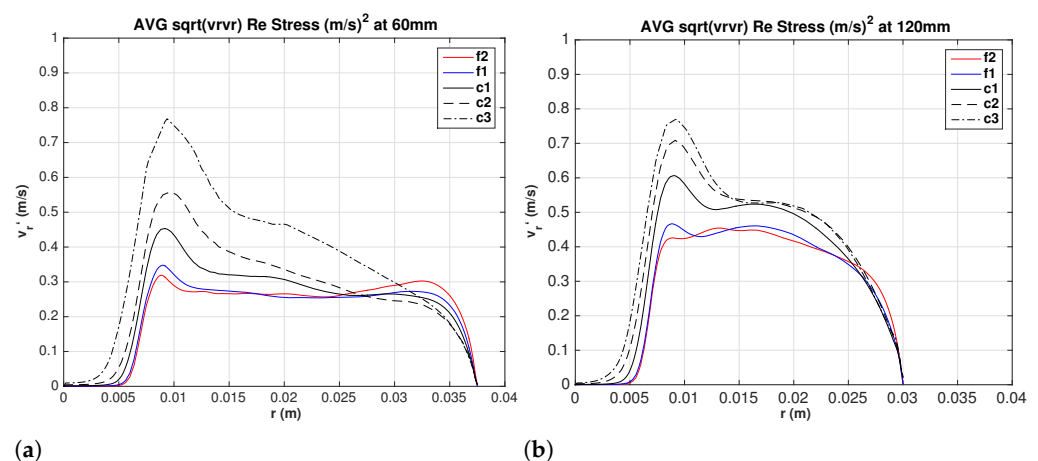 AVG sqrt(vrvr) Re Stress (m/s)² at 60mm
1
0.9
0.8
0.7
0.6
0.5
0.4
0.3
0.2
0.1
0
v_r' (m/s)
f2
f1
c1
c2
c3
0 0.005 0.01 0.015 0.02 0.025 0.03 0.035 0.04
r (m)
(a)
AVG sqrt(vrvr) Re Stress (m/s)² at 120mm
1
0.9
0.8
0.7
0.6
0.5
0.4
0.3
0.2
0.1
0
v_r' (m/s)
f2
f1
c1
c2
c3
0 0.005 0.01 0.015 0.02 0.025 0.03 0.04
r (m)
(b)